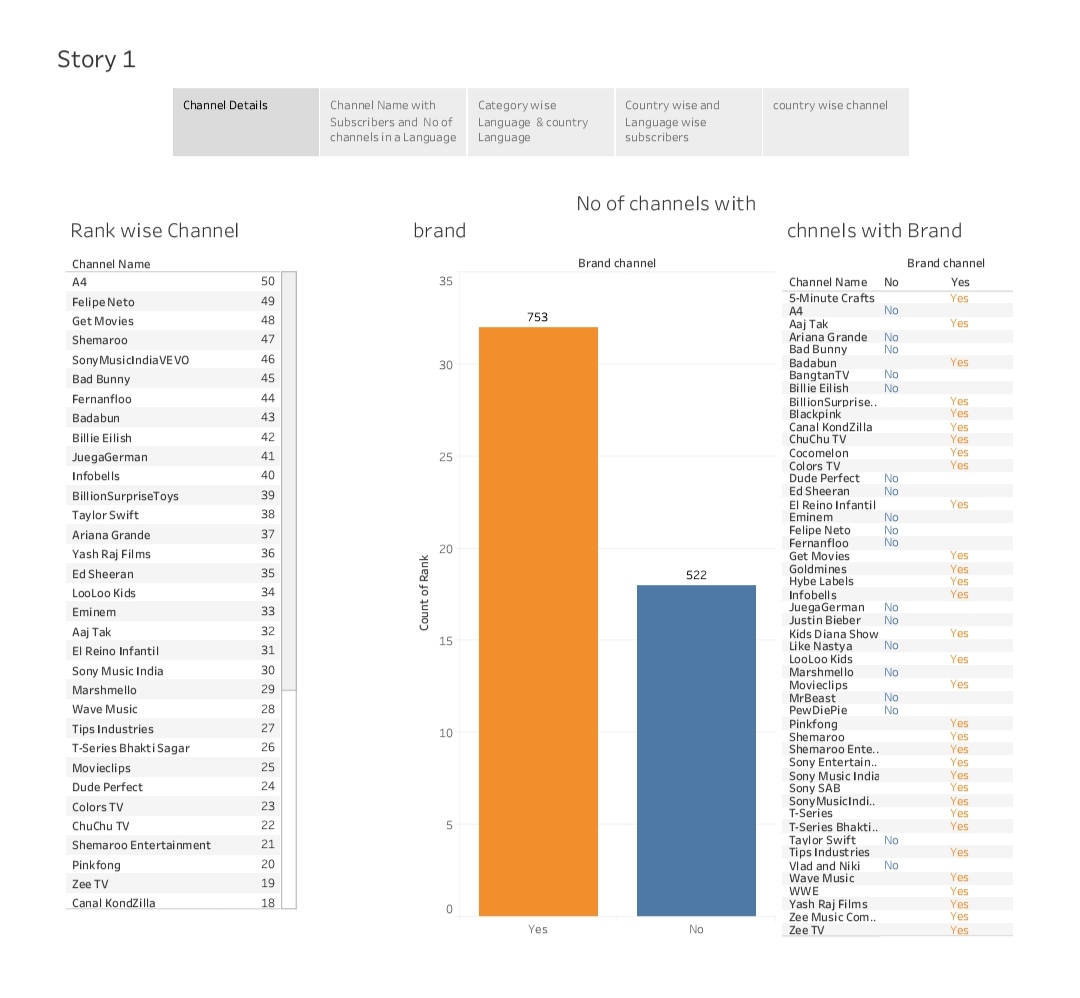 Story 1
Channel Details
Channel Name with
Subscribers and No of
channels in a Language
Category wise
Language & country
Language
Country wise and
Language wise
subscribers
country wise channel
Rank wise Channel
Channel Name
A4 50
Felipe Neto 49
Get Movies 48
Shemaroo 47
SonyMusicIndiaVEVO 46
Bad Bunny 45
Fernanfloo 44
Badabun 43
Billie Eilish 42
JuegaGerman 41
Infobells 40
BillionSurpriseToys 39
Taylor Swift 38
Ariana Grande 37
Yash Raj Films 36
Ed Sheeran 35
LooLoo Kids 34
Eminem 33
Aaj Tak 32
El Reino Infantil 31
Sony Music India 30
Marshmello 29
Wave Music 28
Tips Industries 27
T-Series Bhakti Sagar 26
Movieclips 25
Dude Perfect 24
Colors TV 23
ChuChu TV 22
Shemaroo Entertainment 21
Pinkfong 20
Zee TV 19
Canal KondZilla 18
No of channels with
brand
Brand channel
35
30
25
20
15
10
5
0
Count of Rank
753
522
Yes
No
chnnels with Brand
Brand channel
Channel Name No Yes
5-Minute Crafts Yes
A4 No
Aaj Tak Yes
Ariana Grande No
Bad Bunny No
Badabun Yes
BangtanTV No
Billie Eilish No
BillionSurprise.. Yes
Blackpink Yes
Canal KondZilla Yes
ChuChu TV Yes
Cocomelon Yes
Colors TV Yes
Dude Perfect No
Ed Sheeran No
El Reino Infantil Yes
Eminem No
Felipe Neto No
Fernanfloo No
Get Movies Yes
Goldmines Yes
Hybe Labels Yes
Infobells Yes
JuegaGerman No
Justin Bieber No
Kids Diana Show Yes
Like Nastya No
LooLoo Kids Yes
Marshmello No
Movieclips Yes
MrBeast No
PewDiePie No
Pinkfong Yes
Shemaroo Yes
Shemaroo Ente.. Yes
Sony Entertain.. Yes
Sony Music India Yes
Sony SAB Yes
SonyMusicIndi.. Yes
T-Series Yes
T-Series Bhakti.. Yes
Taylor Swift No
Tips Industries Yes
Vlad and Niki No
Wave Music Yes
WWE Yes
Yash Raj Films Yes
Zee Music Com.. Yes
Zee TV Yes